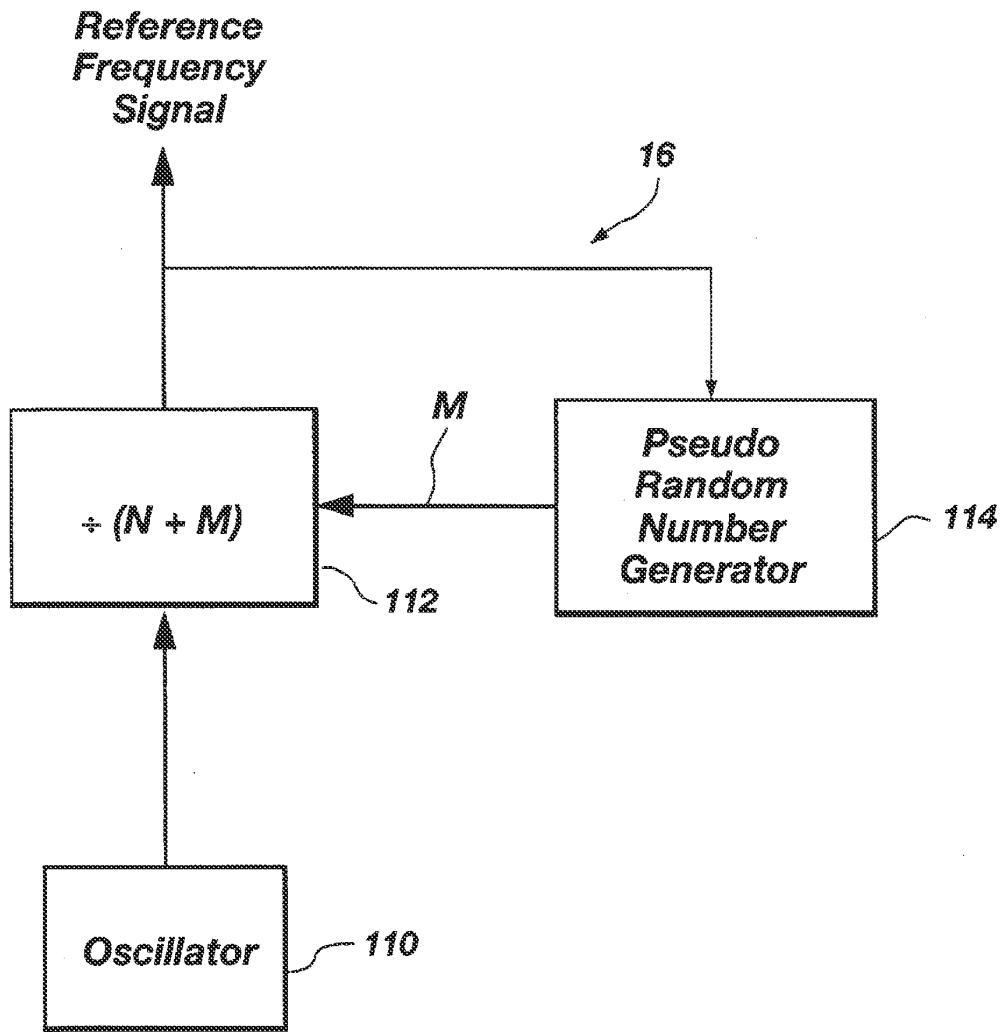 Reference
Frequency
Signal
16
M
÷ (N + M)
Pseudo
Random
Number
Generator
114
112
Oscillator
110